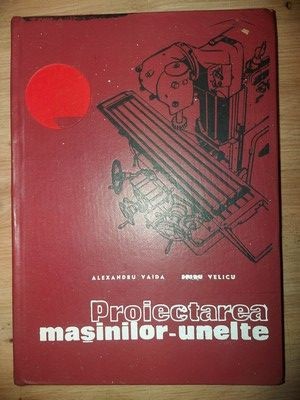 ALEXANDRU VAIDA VELICU
Proiectarea
mașinilor-unelte